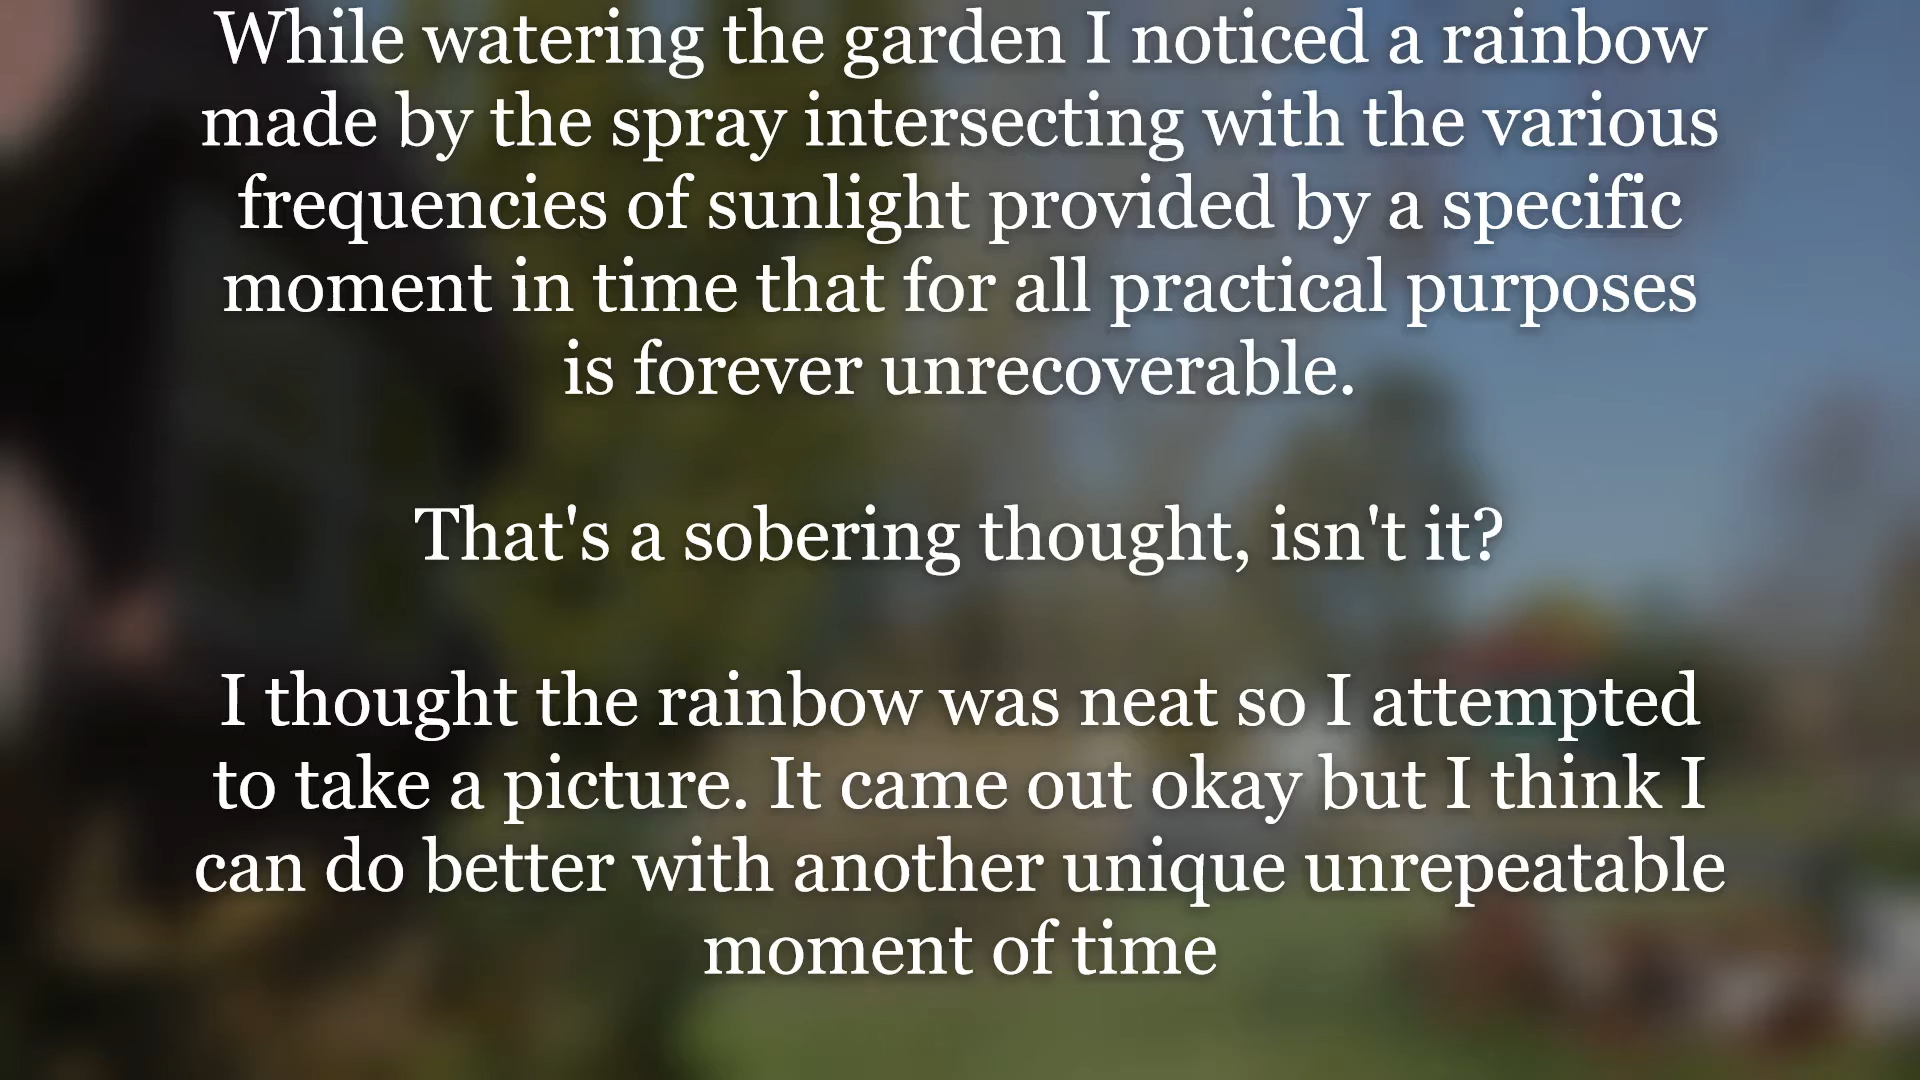 While watering the garden I noticed a rainbow
made by the spray intersecting with the various
frequencies of sunlight provided by a specific
moment in time that for all practical purposes
is forever unrecoverable.
That's a sobering thought, isn't it?
I thought the rainbow was neat so I attempted
to take a picture. It came out okay but I think I
can do better with another unique unrepeatable
moment of time